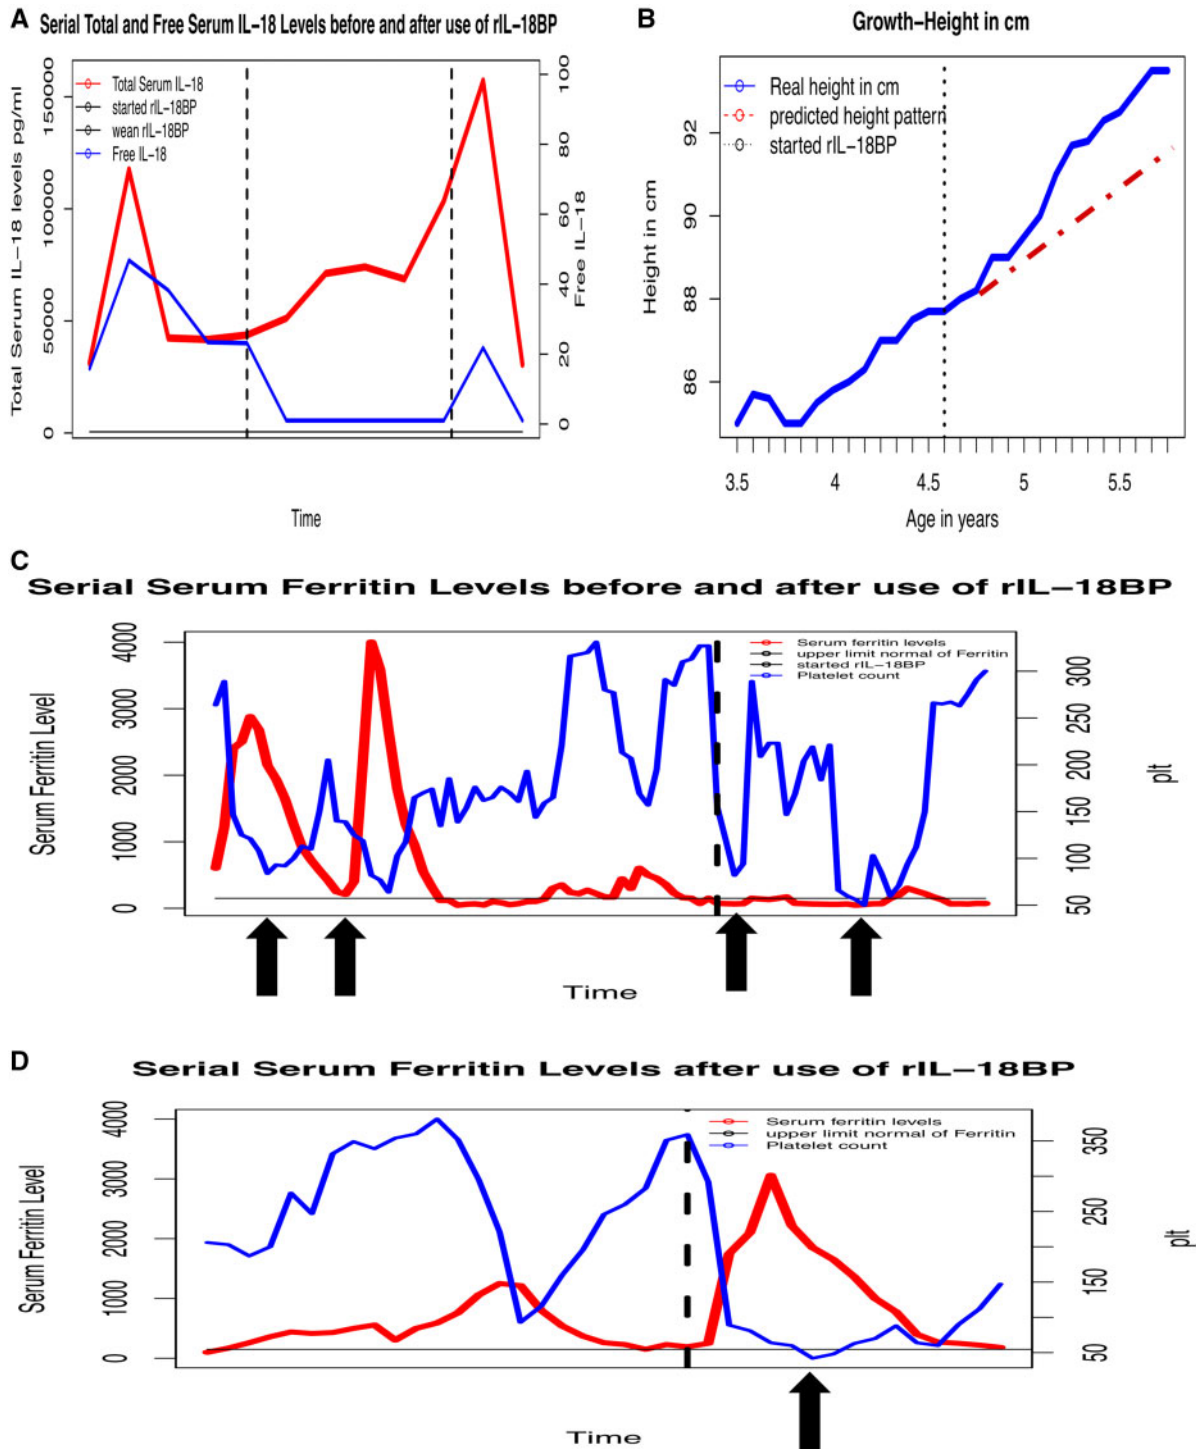 A
Serial Total and Free Serum IL-18 Levels before and after use of rIL-18BP
Total Serum IL-18 levels pg/ml
0
50000
100000
150000
Total Serum IL-18
started rIL-18BP
wean rIL-18BP
Free IL-18
0
20
40
60
80
100
Free IL-18
Time
B
Growth-Height in cm
Height in cm
86
88
90
92
Real height in cm
predicted height pattern
started rIL-18BP
3.5
4
4.5
5
5.5
Age in years
C
Serial Serum Ferritin Levels before and after use of rIL-18BP
Serum Ferritin Level
0
1000
2000
3000
4000
Serum ferritin levels
upper limit normal of Ferritin
started rIL-18BP
Platelet count
50
100
150
200
250
300
plt
Time
D
Serial Serum Ferritin Levels after use of rIL-18BP
Serum Ferritin Level
0
1000
2000
3000
4000
Serum ferritin levels
upper limit normal of Ferritin
Platelet count
50
150
250
350
plt
Time